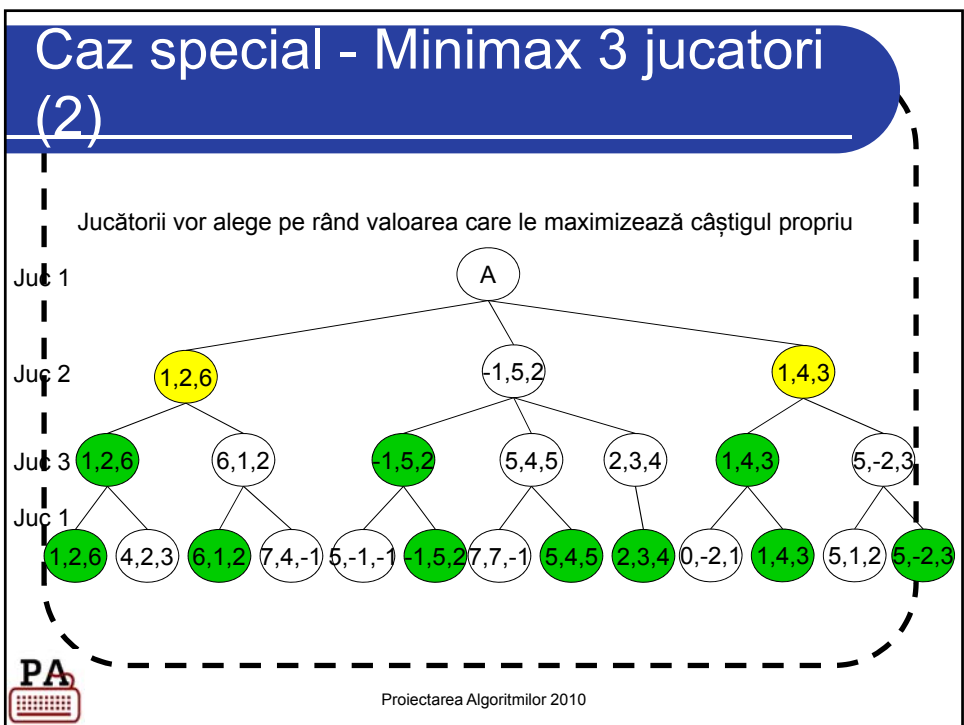 Caz special - Minimax 3 jucatori
(2)
Jucătorii vor alege pe rând valoarea care le maximizează câștigul propriu
Juc 1 A
Juc 2 1,2,6 -1,5,2 1,4,3
Juc 3 1,2,6 6,1,2 -1,5,2 5,4,5 2,3,4 1,4,3 5,-2,3
Juc 1
1,2,6 4,2,3 6,1,2 7,4,-1 5,-1,-1 -1,5,2 7,7,-1 5,4,5 2,3,4 0,-2,1 1,4,3 5,1,2 5,-2,3
PA
Proiectarea Algoritmilor 2010